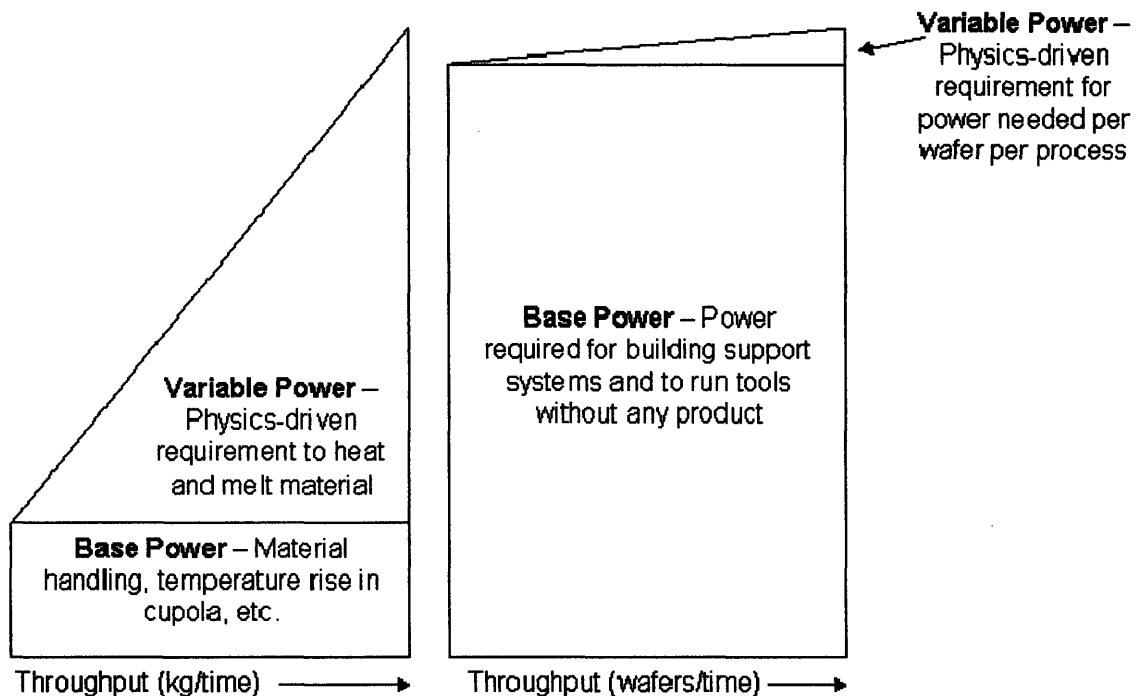 Variable Power –
Physics-driven
requirement to heat
and melt material
Base Power – Material
handling, temperature rise in
cupola, etc.
Throughput (kg/time)
Variable Power –
Physics-driven
requirement for
power needed per
wafer per process
Base Power – Power
required for building support
systems and to run tools
without any product
Throughput (wafers/time)